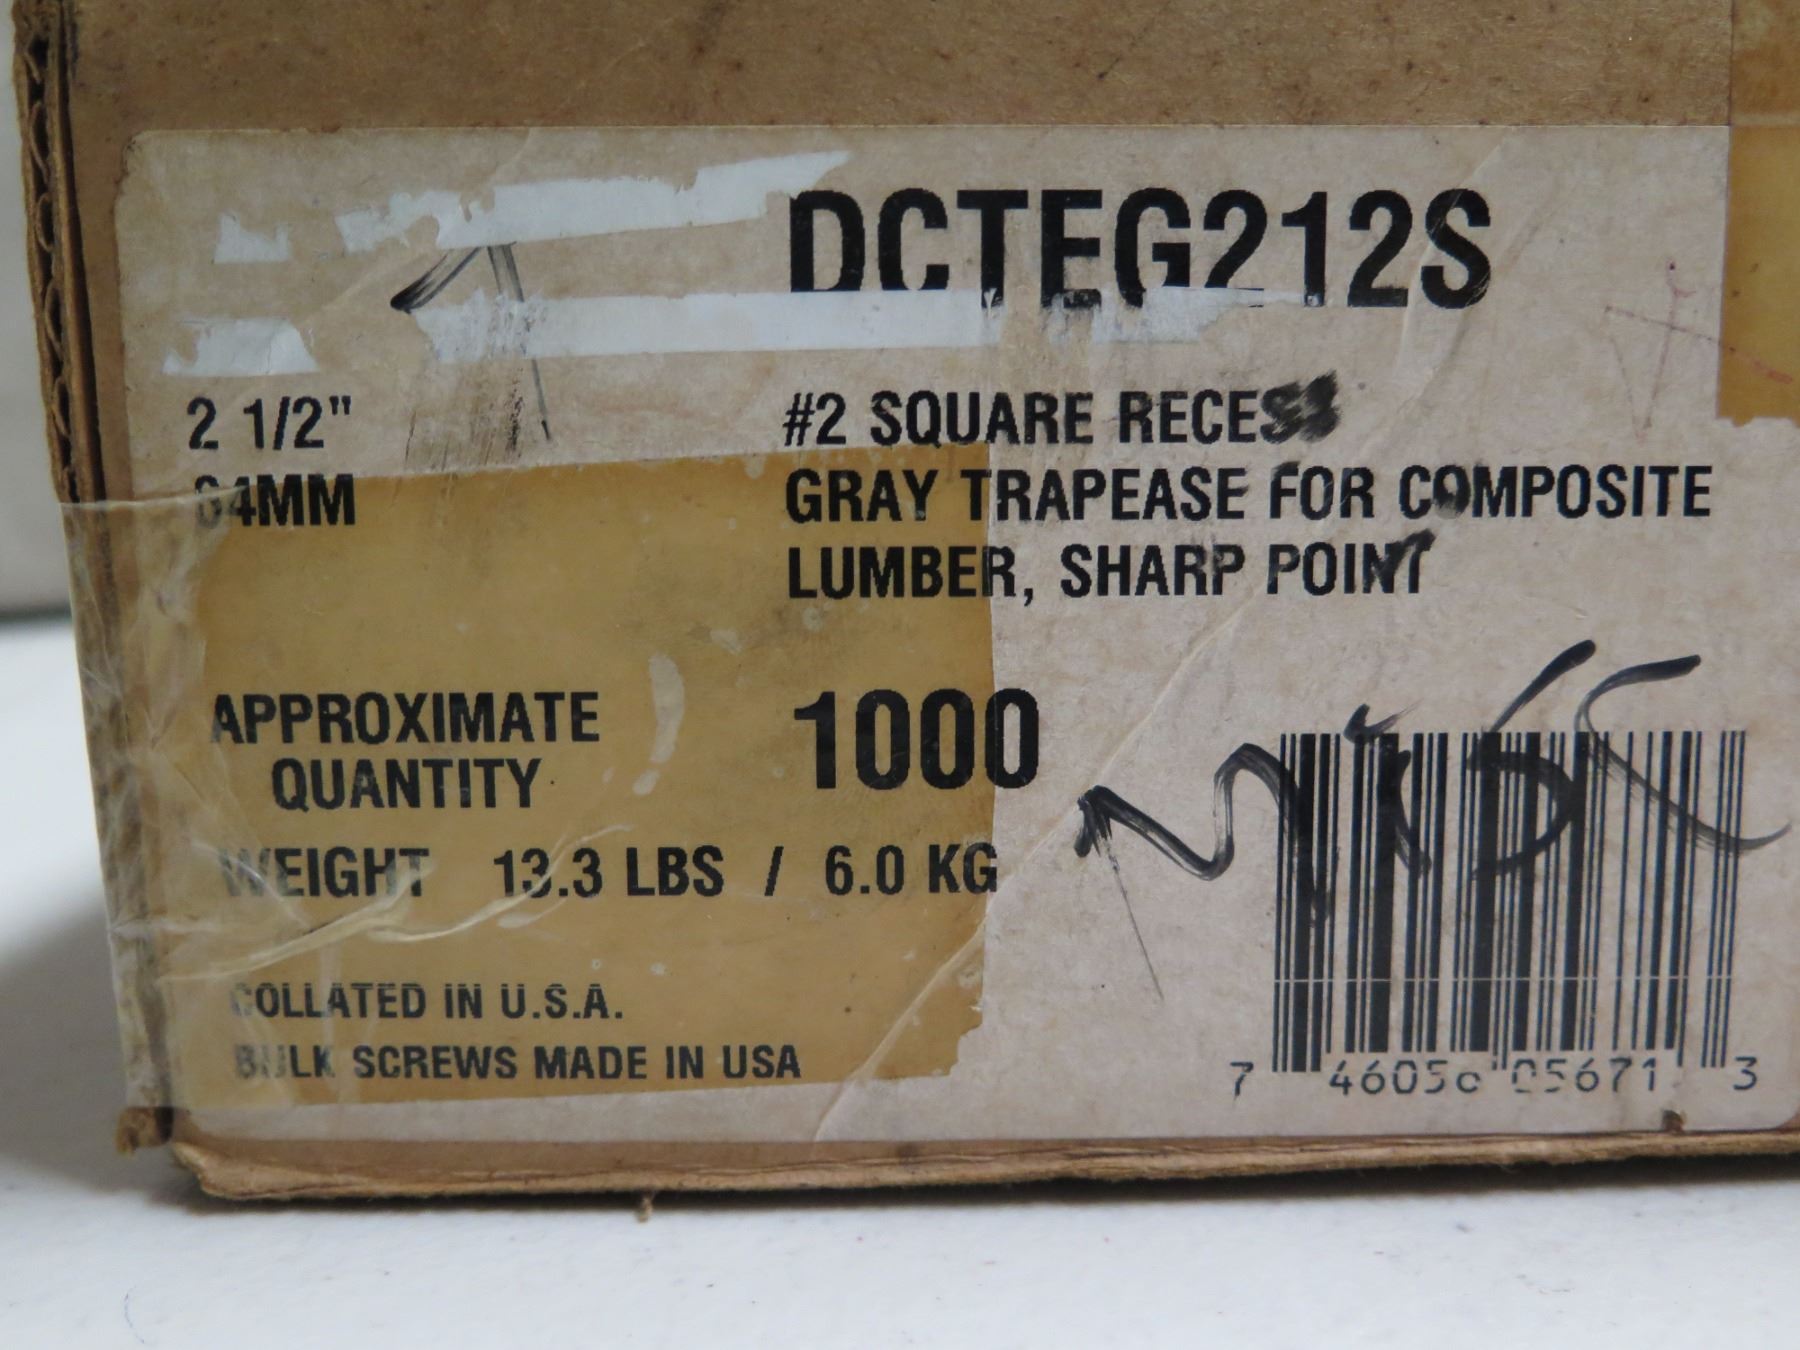 DCTEG212S
2 1/2"
64MM
#2 SQUARE RECESS
GRAY TRAPEASE FOR COMPOSITE
LUMBER, SHARP POINT
APPROXIMATE
QUANTITY
1000
WEIGHT 13.3 LBS / 6.0 KG
COLLATED IN U.S.A.
BULK SCREWS MADE IN USA
7 46056 05671 3